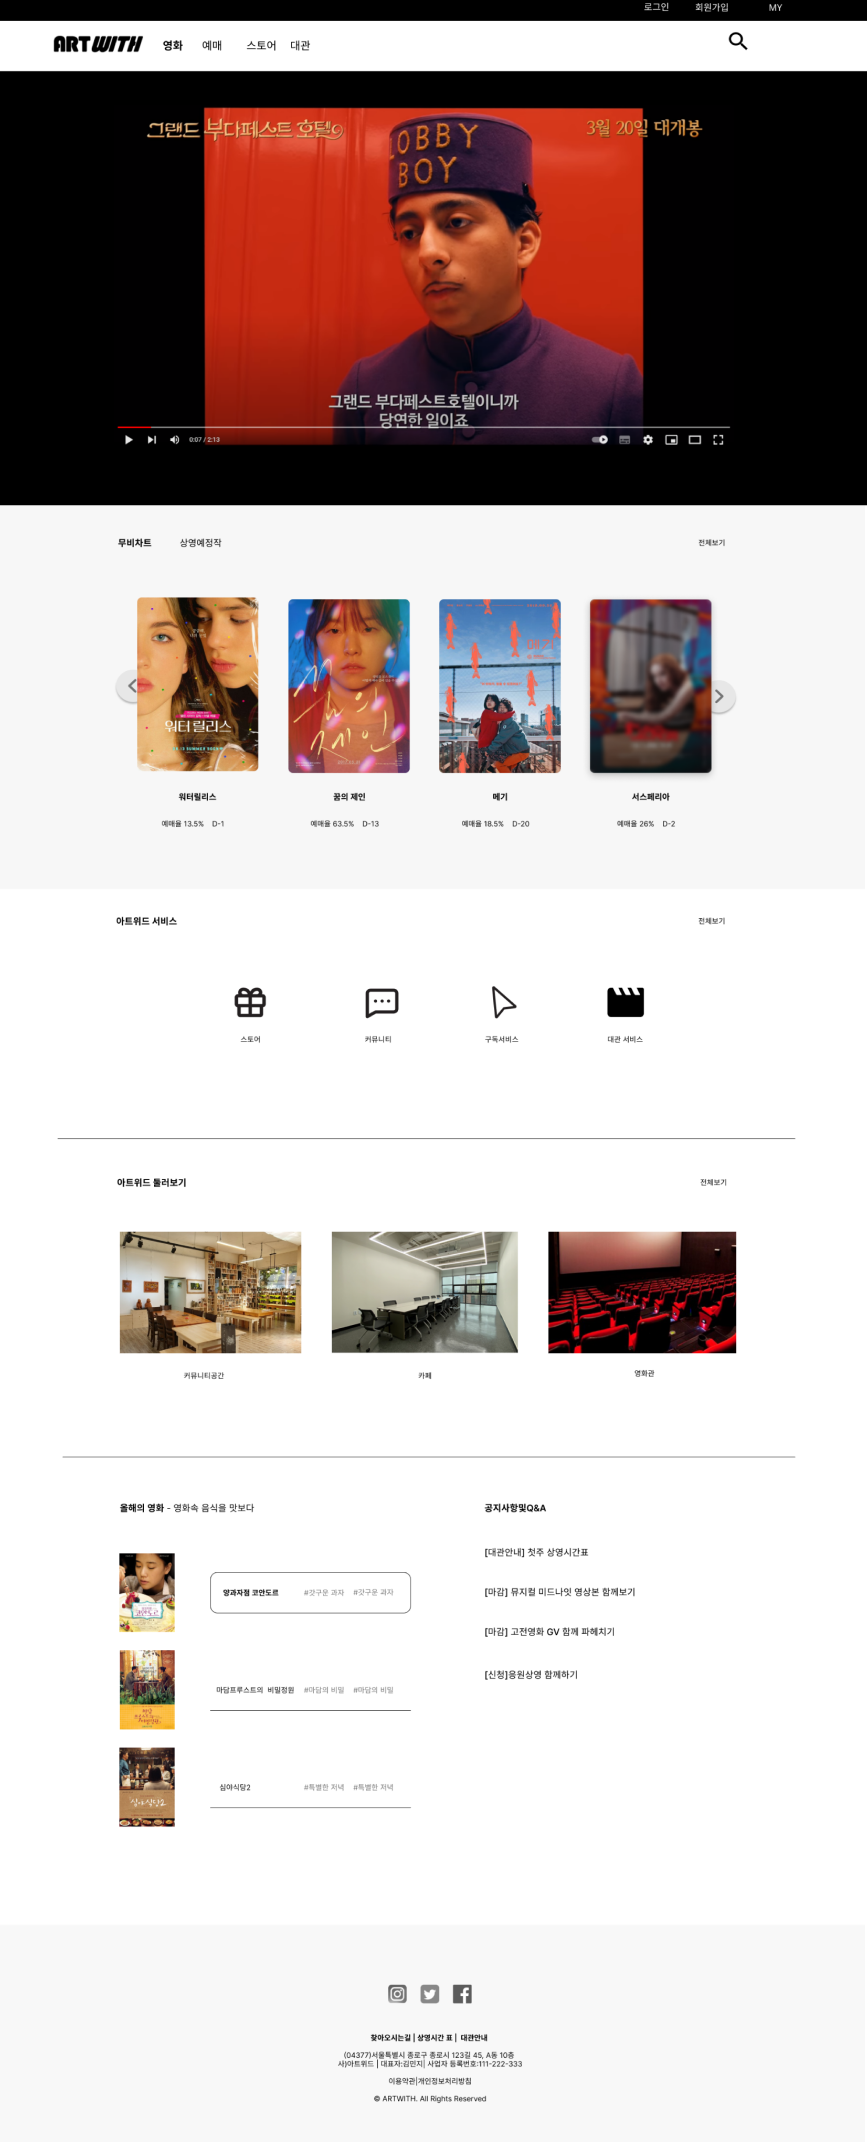 로그인 회원가입 MY
ART WITH 영화 예매 스토어 대관
그랜드 부다페스트 호텔 3월 20일 대개봉
LOBBY
BOY
그랜드 부다페스트호텔이니까
당연한 일이죠
0:07 / 2:13
무비차트 상영예정작 전체보기
워터 릴리스
꿈의 제인
메기
워터릴리스 꿈의 제인 메기 서스페리아
예매율 13.5% D-1 예매율 63.5% D-13 예매율 18.5% D-20 예매율 26% D-2
아트위드 서비스 전체보기
스토어 커뮤니티 구독서비스 대관 서비스
아트위드 둘러보기 전체보기
커뮤니티공간 카페 영화관
올해의 영화 - 영화속 음식을 맛보다
양과자점 코안도르 #갓구운 과자 #갓구운 과자
마담프루스트의 비밀정원 #마담의 비밀 #마담의 비밀
심야식당2
심야식당2 #특별한 저녁 #특별한 저녁
공지사항및Q&A
[대관안내] 첫주 상영시간표
[마감] 뮤지컬 미드나잇 영상본 함께보기
[마감] 고전영화 GV 함께 파헤치기
[신청]응원상영 함께하기
찾아오시는길 | 상영시간 표 | 대관안내
(04377)서울특별시 종로구 종로시 123길 45, A동 10층
사)아트위드 | 대표자:김민지| 사업자 등록번호:111-222-333
이용약관|개인정보처리방침
© ARTWITH. All Rights Reserved